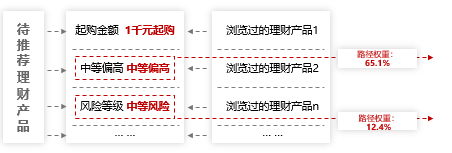 待推荐理财产品
起购金额 1千元起购
中等偏高 中等偏高
风险等级 中等风险
... ...
浏览过的理财产品1
浏览过的理财产品2
浏览过的理财产品n
... ...
路径权重：
65.1%
路径权重：
12.4%